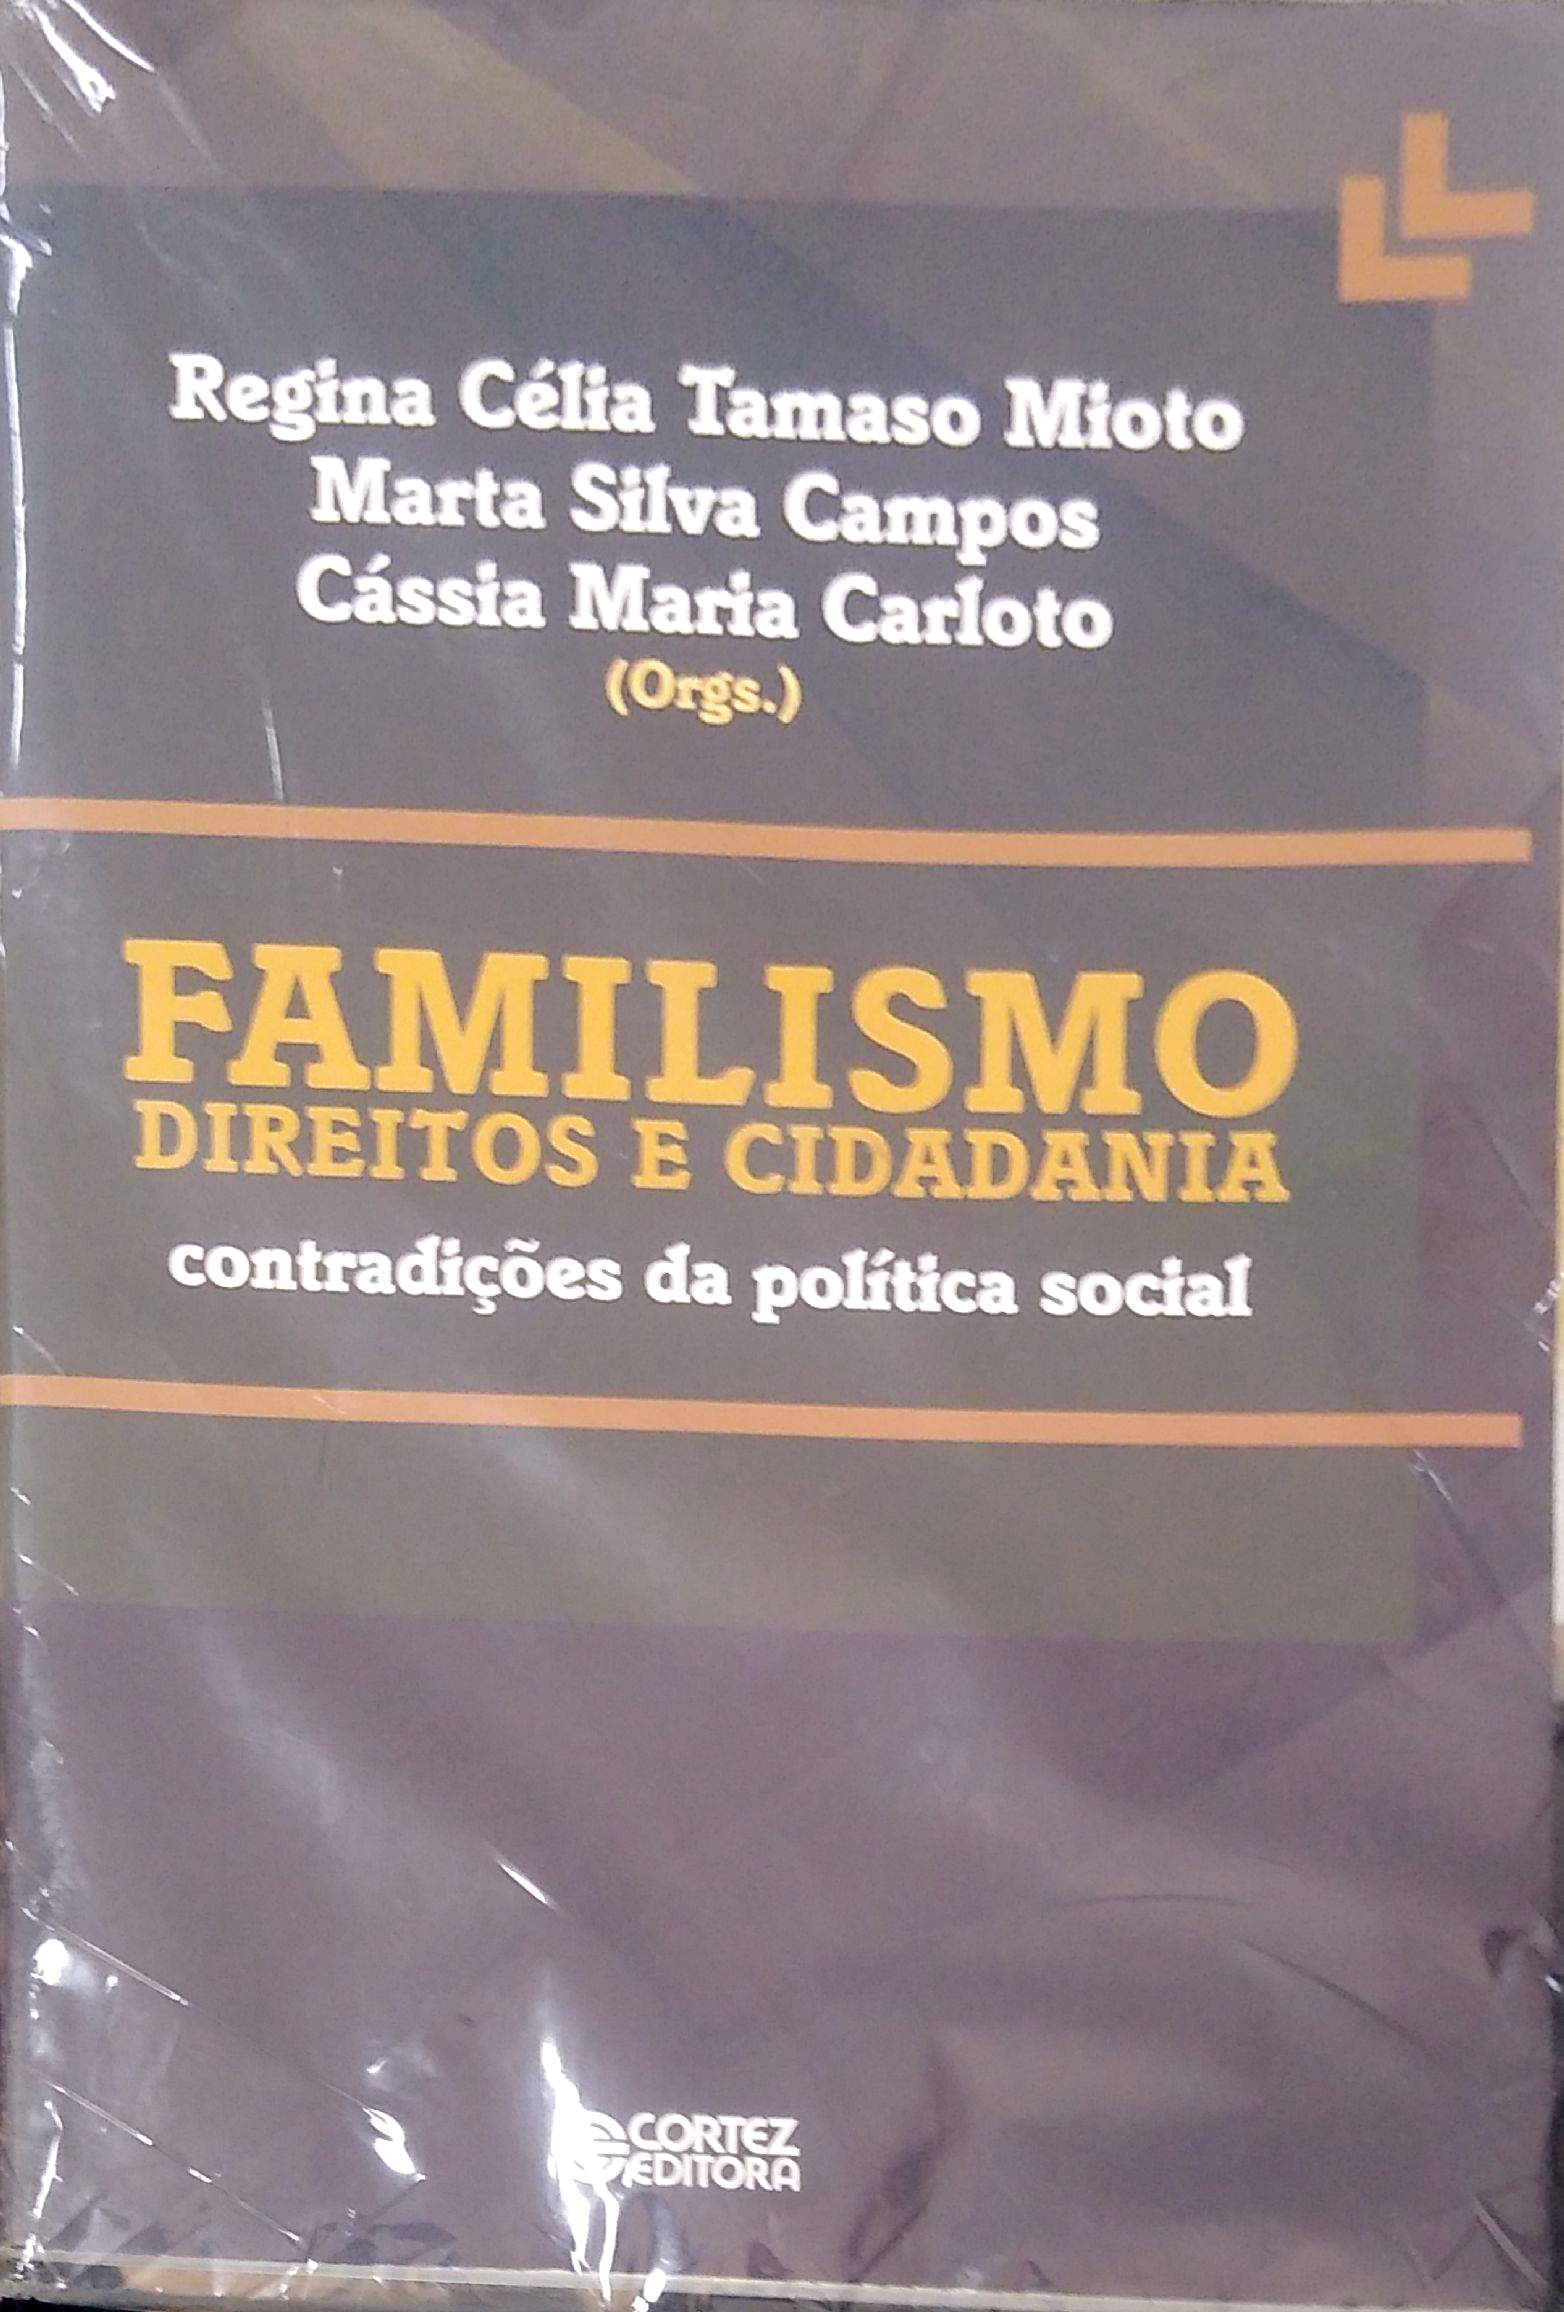 Regina Célia Tamaso Mioto
Marta Silva Campos
Cássia Maria Carloto
(Orgs.)
FAMILISMO
DIREITOS E CIDADANIA
contradições da política social
CORTEZ
EDITORA